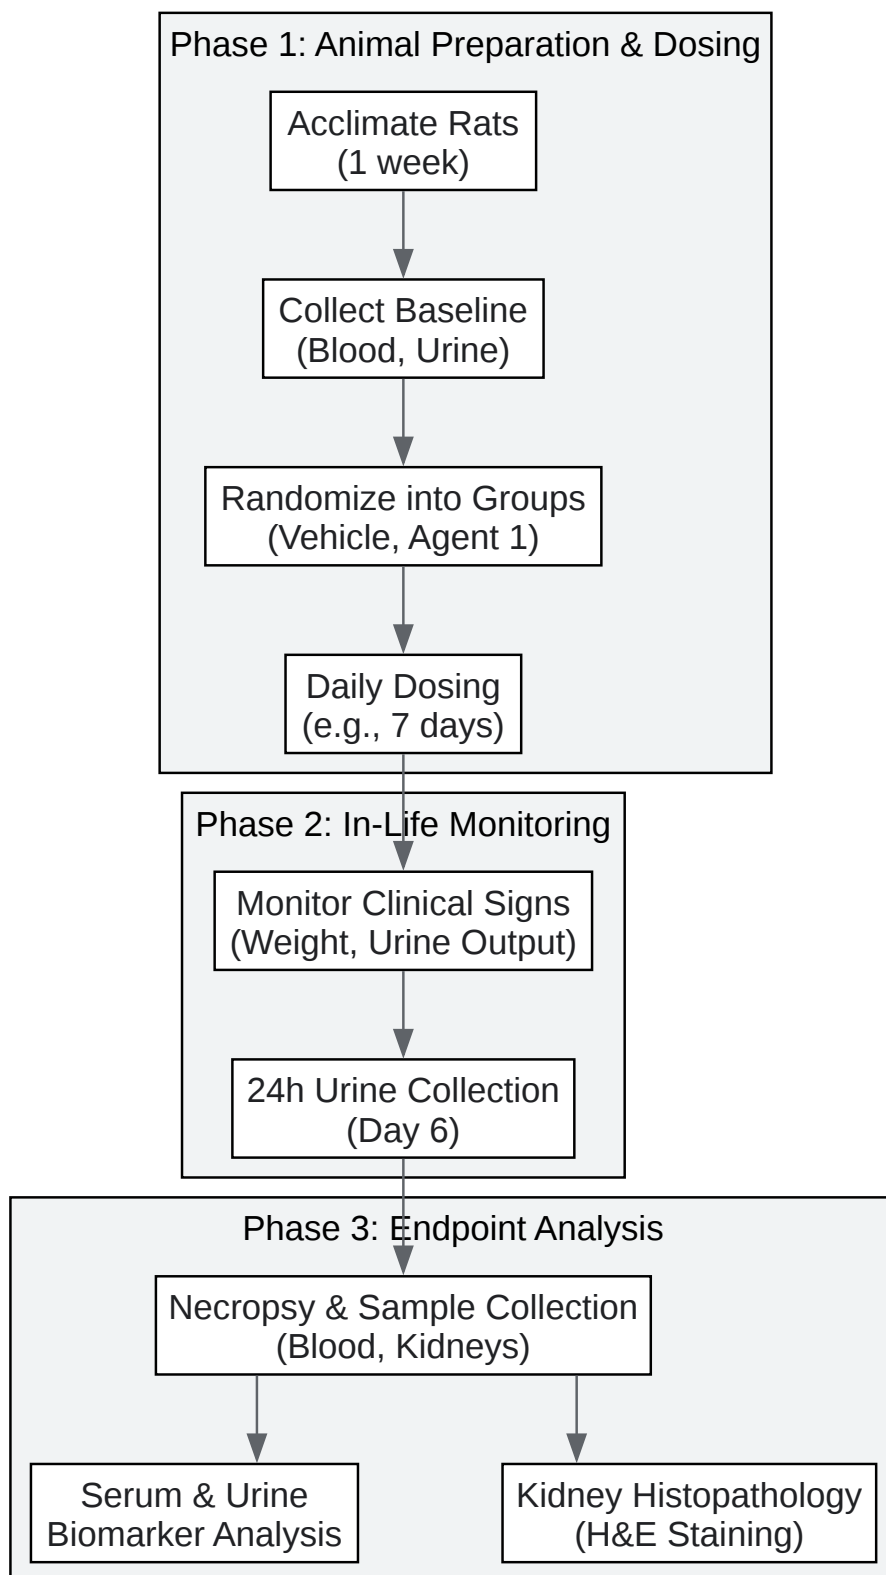 Phase 1: Animal Preparation & Dosing
Acclimate Rats
(1 week)
Collect Baseline
(Blood, Urine)
Randomize into Groups
(Vehicle, Agent 1)
Daily Dosing
(e.g., 7 days)
Phase 2: In-Life Monitoring
Monitor Clinical Signs
(Weight, Urine Output)
24h Urine Collection
(Day 6)
Phase 3: Endpoint Analysis
Necropsy & Sample Collection
(Blood, Kidneys)
Serum & Urine
Biomarker Analysis
Kidney Histopathology
(H&E Staining)